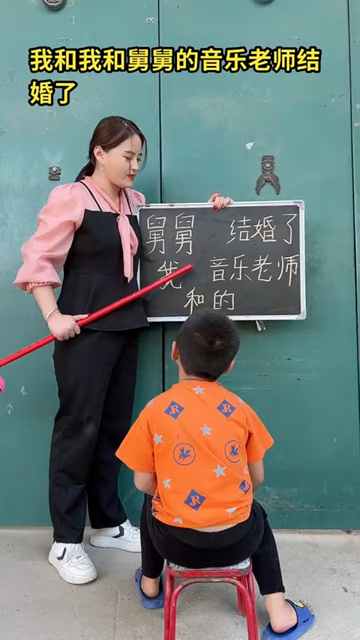 我和我和舅舅的音乐老师结
婚了
舅舅 结婚了
我 音乐老师
和的